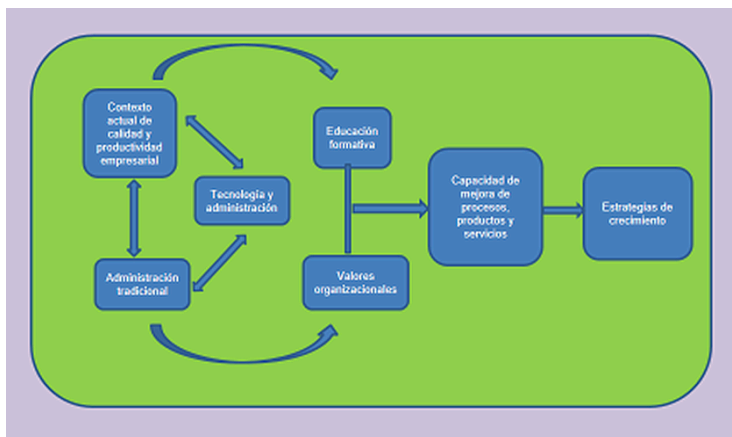 Contexto
actual de
calidad y
productividad
empresarial
Educación
formativa
Tecnología y
administración
Capacidad de
mejora de
procesos,
productos y
servicios
Estrategias de
crecimiento
Administración
tradicional
Valores
organizacionales